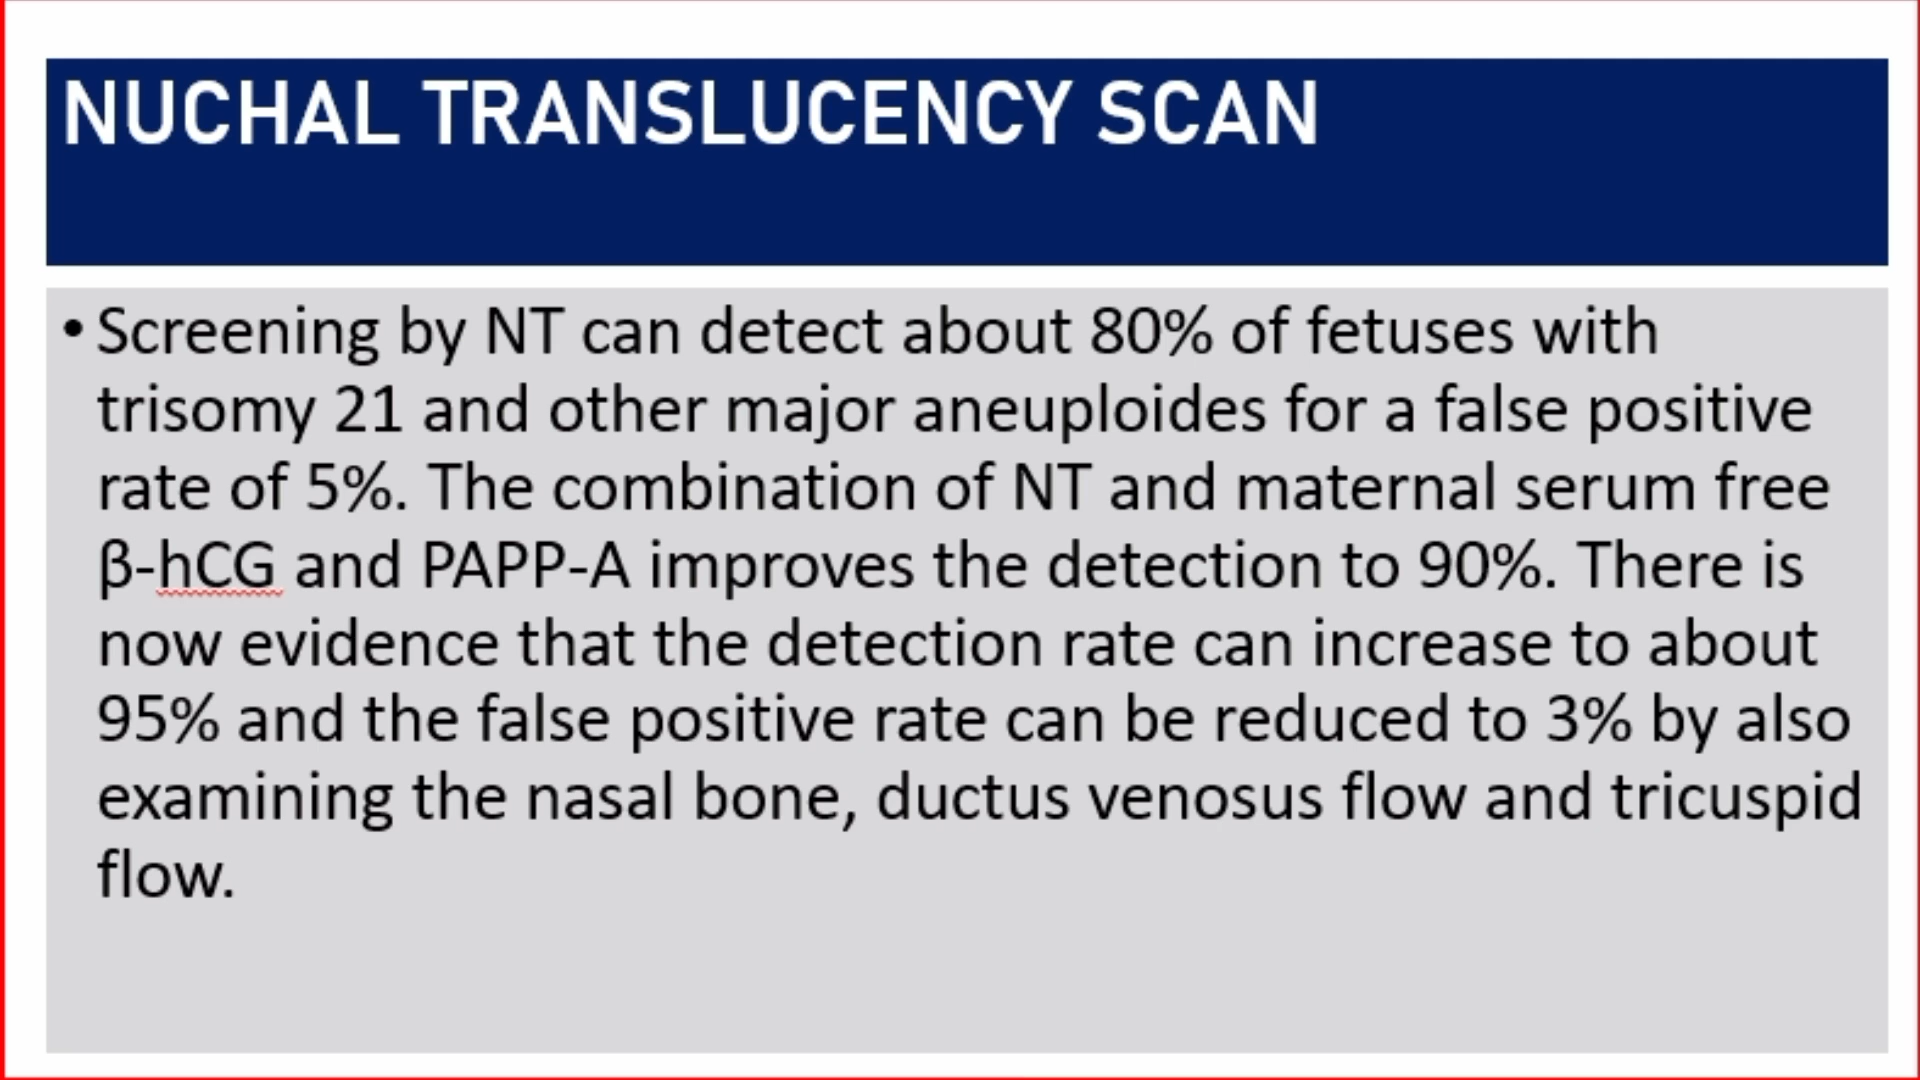 NUCHAL TRANSLUCENCY SCAN
• Screening by NT can detect about 80% of fetuses with
trisomy 21 and other major aneuploides for a false positive
rate of 5%. The combination of NT and maternal serum free
β-hCG and PAPP-A improves the detection to 90%. There is
now evidence that the detection rate can increase to about
95% and the false positive rate can be reduced to 3% by also
examining the nasal bone, ductus venosus flow and tricuspid
flow.